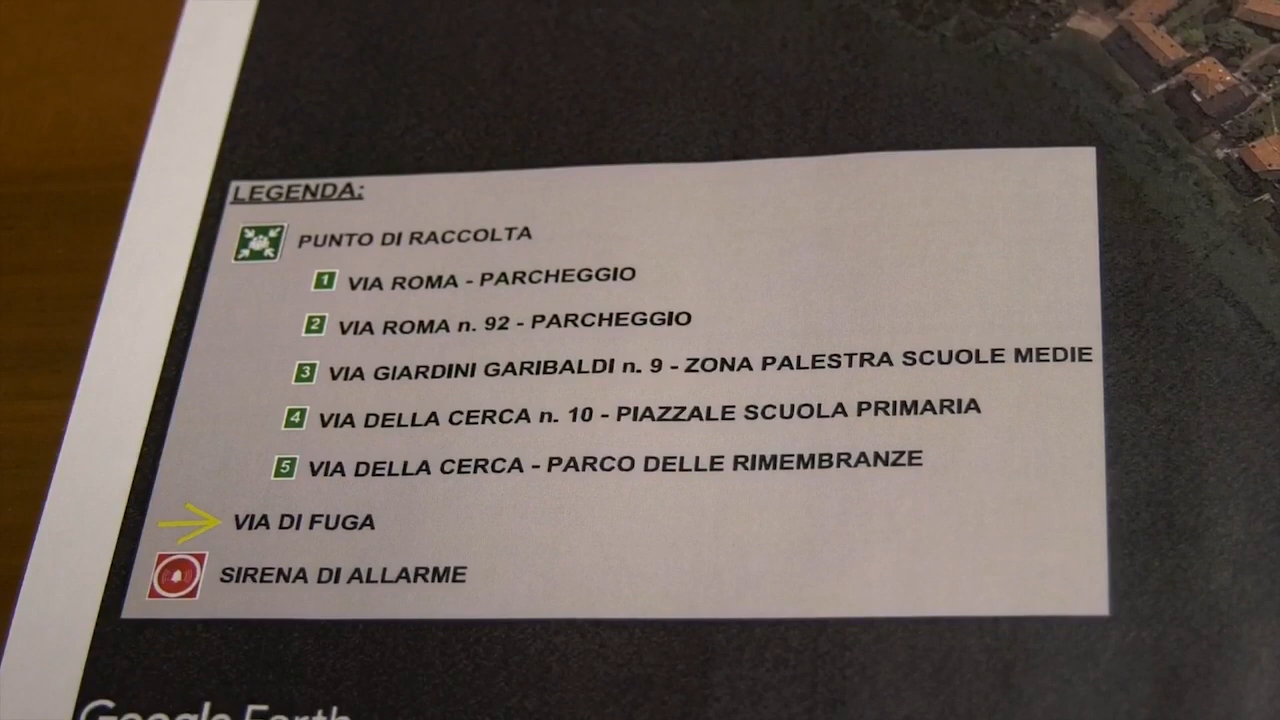 LEGENDA:
PUNTO DI RACCOLTA
1 VIA ROMA - PARCHEGGIO
2 VIA ROMA n. 92 - PARCHEGGIO
3 VIA GIARDINI GARIBALDI n. 9 - ZONA PALESTRA SCUOLE MEDIE
4 VIA DELLA CERCA n. 10 - PIAZZALE SCUOLA PRIMARIA
5 VIA DELLA CERCA - PARCO DELLE RIMEMBRANZE
VIA DI FUGA
SIRENA DI ALLARME
Google Earth